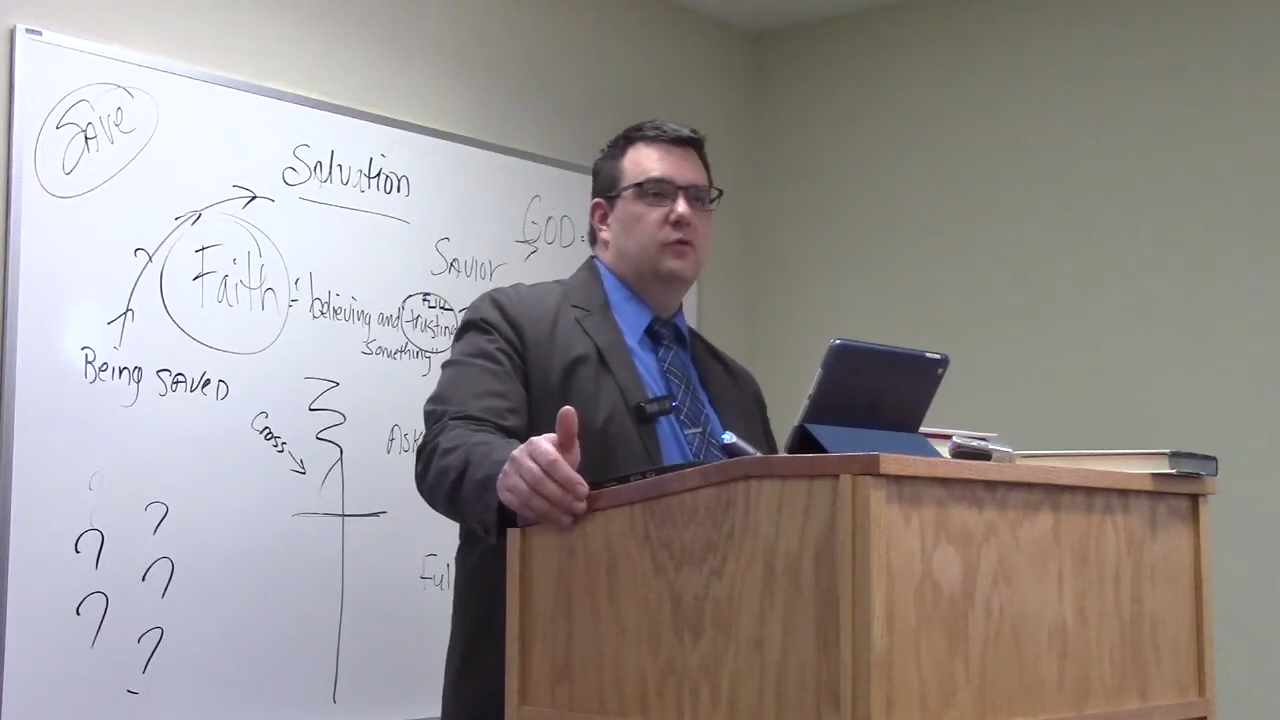 SAVE
Salvation
GOD =
Savior
Faith = "believing and Full trusting
something"
Being SAVED
Cross
ASK
Ful
? ?
? ?
? ?